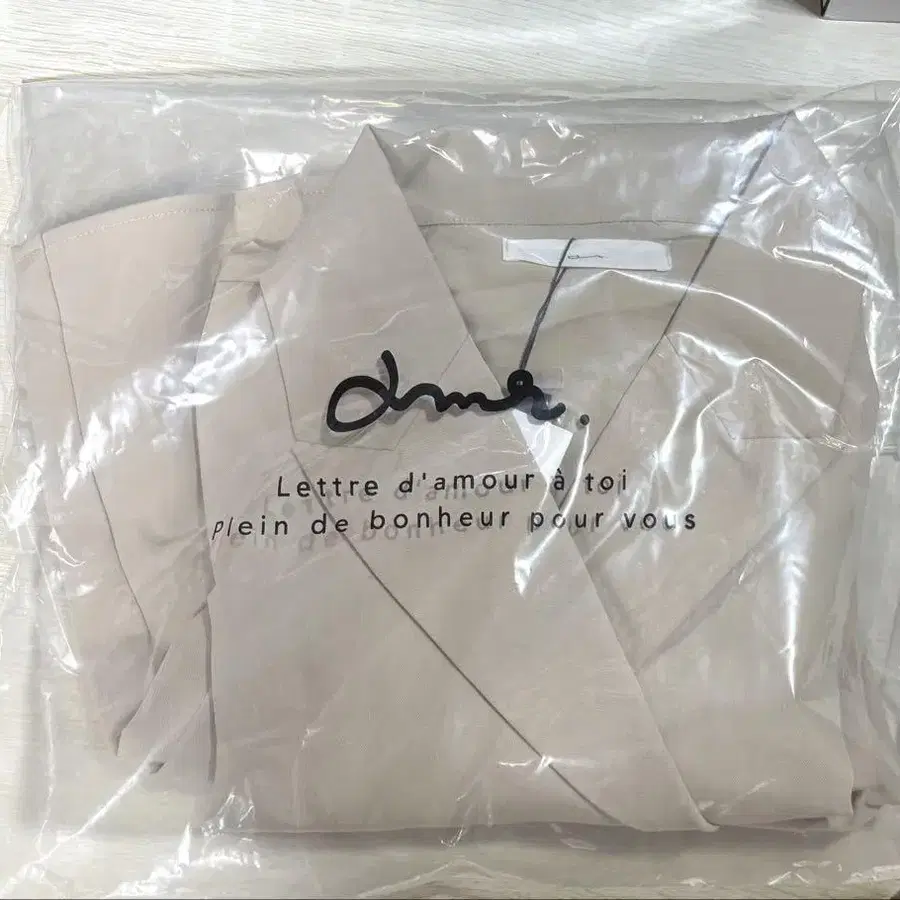 Lettre d'amour à toi
Plein de bonheur pour vous